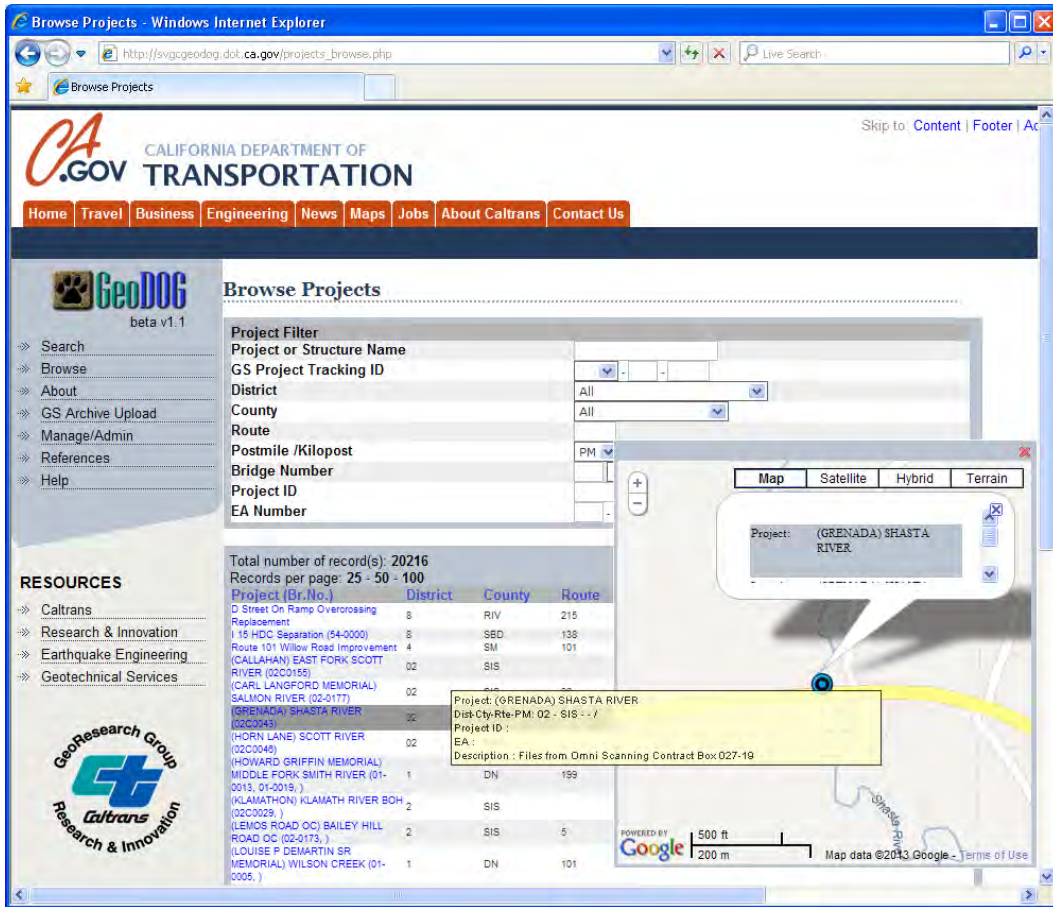 Browse Projects - Windows Internet Explorer
http://svgcgeodog.dot.ca.gov/projects_browse.php
Live Search
Browse Projects
Skip to: Content | Footer |
CA.GOV
CALIFORNIA DEPARTMENT OF
TRANSPORTATION
Home Travel Business Engineering News Maps Jobs About Caltrans Contact Us
GeoDOG
beta v1.1
Search
Browse
About
GS Archive Upload
Manage/Admin
References
Help
RESOURCES
Caltrans
Research & Innovation
Earthquake Engineering
Geotechnical Services
GeoResearch Group
Caltrans
Research & Innovation
Browse Projects
Project Filter
Project or Structure Name
GS Project Tracking ID - -
District All
County All
Route
Postmile /Kilopost PM
Bridge Number
Project ID
EA Number -
Total number of record(s): 20216
Records per page: 25 - 50 - 100
Project (Br.No.) District County Route
D Street On Ramp Overcrossing
Replacement 8 RIV 215
I 15 HDC Separation (54-0000) 8 SBD 138
Route 101 Willow Road Improvement 4 SM 101
(CALLAHAN) EAST FORK SCOTT
RIVER (02C0155) 02 SIS
(CARL LANGFORD MEMORIAL)
SALMON RIVER (02-0177) 02
(GRENADA) SHASTA RIVER
(02C0043) 02
(HORN LANE) SCOTT RIVER
(02C0046) 02
(HOWARD GRIFFIN MEMORIAL)
MIDDLE FORK SMITH RIVER (01-
0013, 01-0019, ) 1 DN 199
(KLAMATHON) KLAMATH RIVER BOH
(02C0029, ) 2 SIS
(LEMOS ROAD OC) BAILEY HILL
ROAD OC (02-0173, ) 2 SIS 5
(LOUISE P DEMARTIN SR
MEMORIAL) WILSON CREEK (01-
0005, ) 1 DN 101
Project: (GRENADA) SHASTA RIVER
Dist-Cty-Rte-PM: 02 - SIS - - /
Project ID :
EA :
Description : Files from Omni Scanning Contract Box 027-19
Map Satellite Hybrid Terrain
Project: (GRENADA) SHASTA
RIVER
Shasta River
POWERED BY
Google
500 ft
200 m
Map data ©2013 Google - Terms of Use